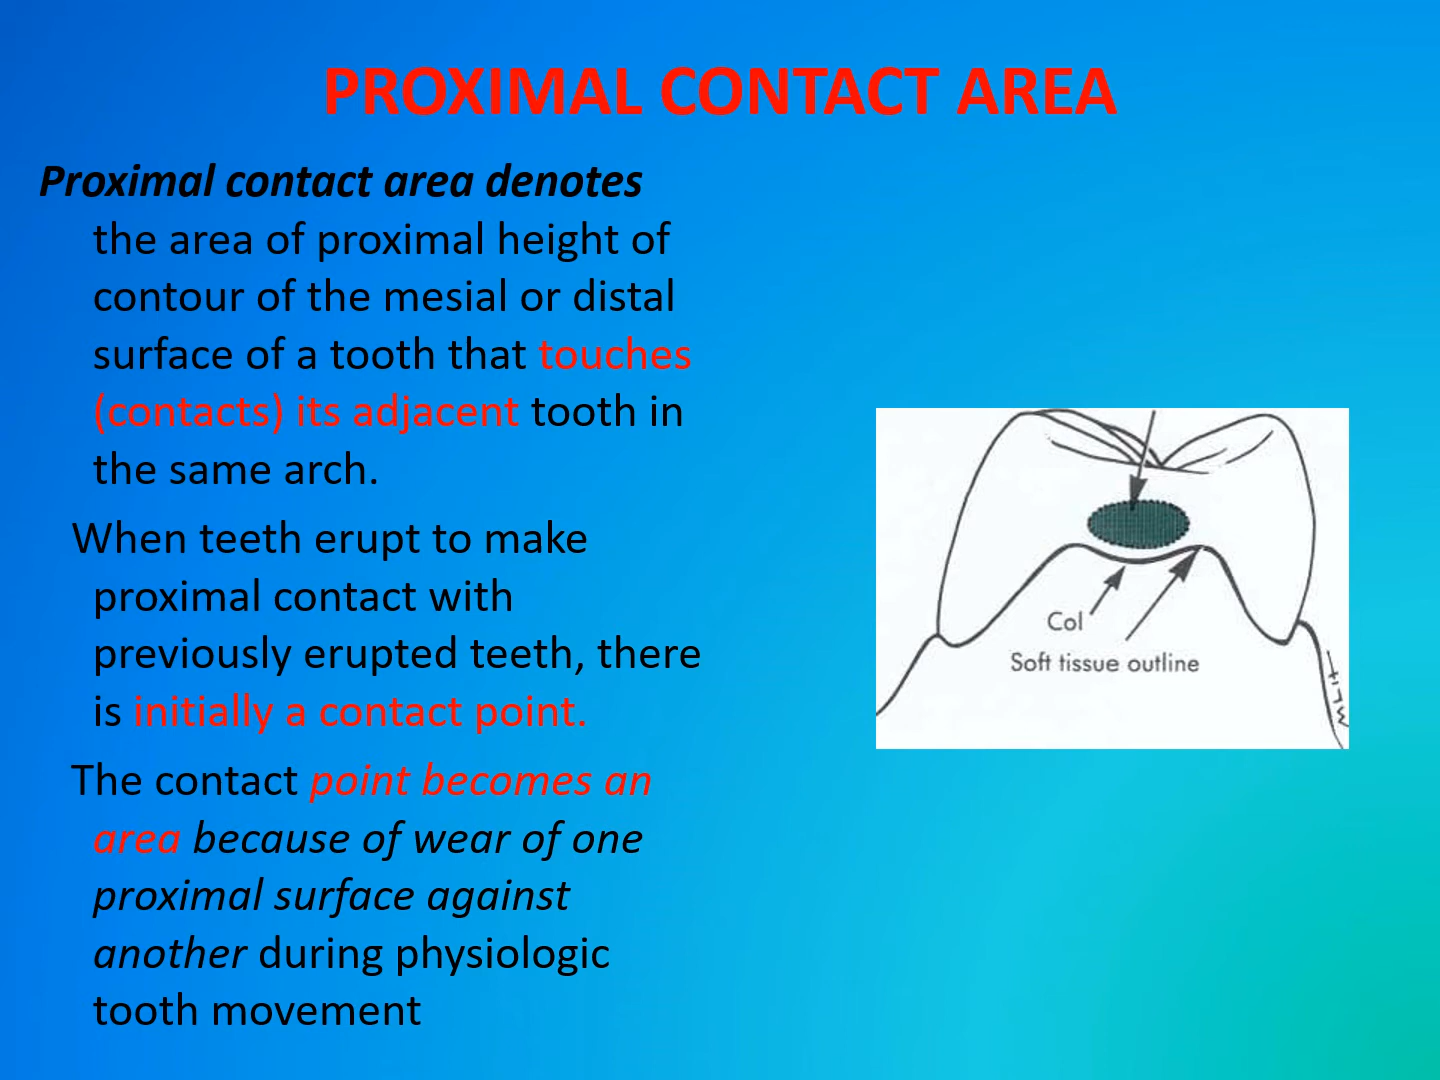 PROXIMAL CONTACT AREA
Proximal contact area denotes
the area of proximal height of
contour of the mesial or distal
surface of a tooth that touches
(contacts) its adjacent tooth in
the same arch.
When teeth erupt to make
proximal contact with
previously erupted teeth, there
is initially a contact point.
The contact point becomes an
area because of wear of one
proximal surface against
another during physiologic
tooth movement
Col
Soft tissue outline